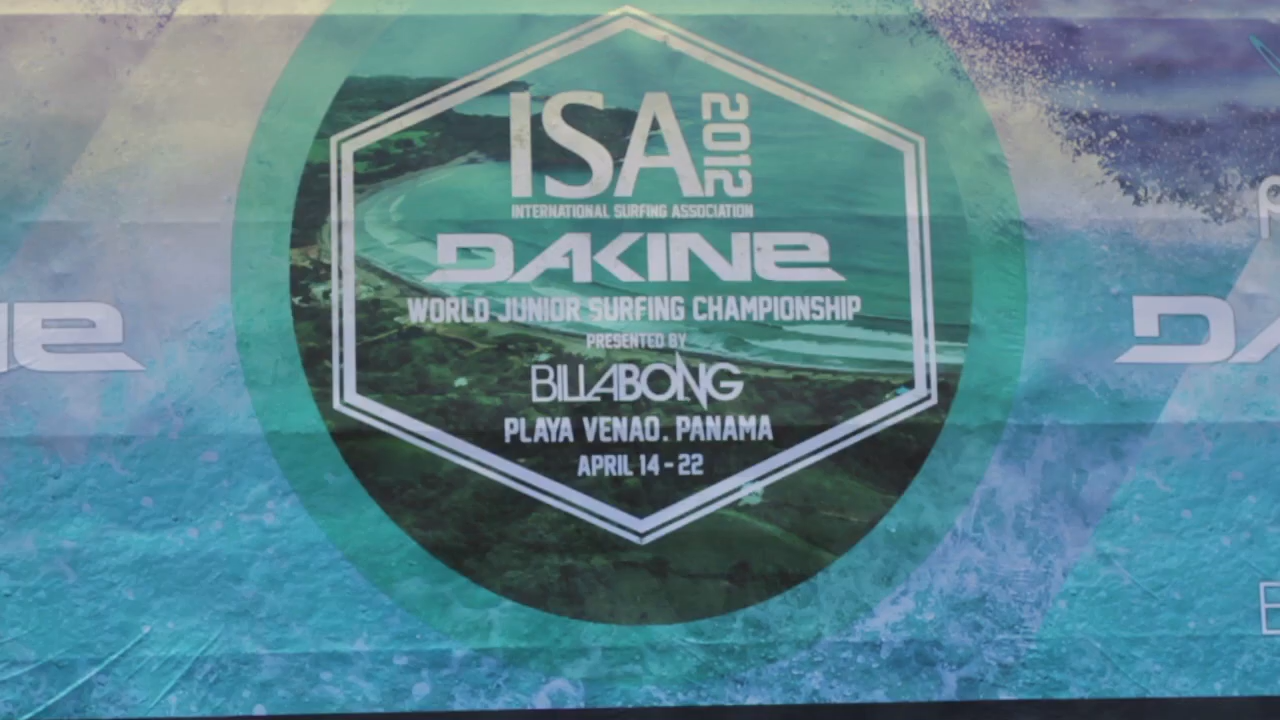 ISA 2012
INTERNATIONAL SURFING ASSOCIATION
DAKINE
WORLD JUNIOR SURFING CHAMPIONSHIP
PRESENTED BY
BILLABONG
PLAYA VENAO. PANAMA
APRIL 14 - 22